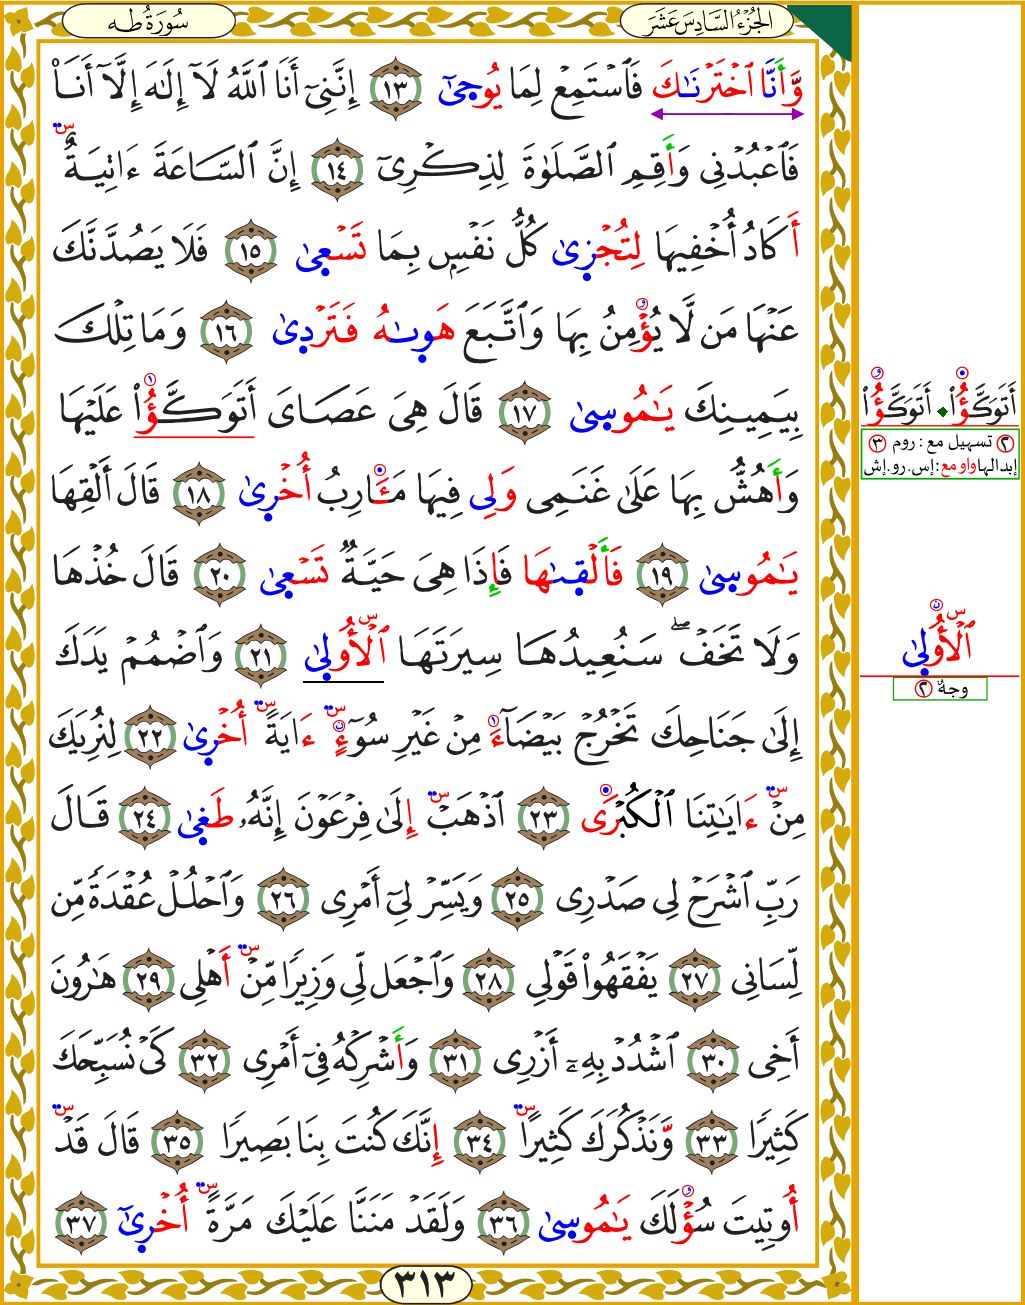 سُورَةُ طه
الجُزْءُ السَّادِسَ عَشَرَ
وَأَنَّا ٱخْتَرْنَـٰكَ فَٱسْتَمِعْ لِمَا يُوحَىٰٓ ١٣ إِنَّنِىٓ أَنَا ٱللَّهُ لَآ إِلَـٰهَ إِلَّآ أَنَا۠
فَٱعْبُدْنِى وَأَقِمِ ٱلصَّلَوٰةَ لِذِكْرِىٓ ١٤ إِنَّ ٱلسَّاعَةَ ءَاتِيَةٌ
أَكَادُ أُخْفِيهَا لِتُجْزَىٰ كُلُّ نَفْسٍۭ بِمَا تَسْعَىٰ ١٥ فَلَا يَصُدَّنَّكَ
عَنْهَا مَن لَّا يُؤْمِنُ بِهَا وَٱتَّبَعَ هَوَىٰهُ فَتَرْدَىٰ ١٦ وَمَا تِلْكَ
بِيَمِينِكَ يَـٰمُوسَىٰ ١٧ قَالَ هِىَ عَصَاىَ أَتَوَكَّؤُا۟ عَلَيْهَا
وَأَهُشُّ بِهَا عَلَىٰ غَنَمِى وَلِى فِيهَا مَـَٔارِبُ أُخْرَىٰ ١٨ قَالَ أَلْقِهَا
يَـٰمُوسَىٰ ١٩ فَأَلْقَىٰهَا فَإِذَا هِىَ حَيَّةٌ تَسْعَىٰ ٢٠ قَالَ خُذْهَا
وَلَا تَخَفْ ۖ سَنُعِيدُهَا سِيرَتَهَا ٱلْأُولَىٰ ٢١ وَٱضْمُمْ يَدَكَ
إِلَىٰ جَنَاحِكَ تَخْرُجْ بَيْضَآءَ مِنْ غَيْرِ سُوٓءٍ ءَايَةً أُخْرَىٰ ٢٢ لِنُرِيَكَ
مِنْ ءَايَـٰتِنَا ٱلْكُبْرَى ٢٣ ٱذْهَبْ إِلَىٰ فِرْعَوْنَ إِنَّهُۥ طَغَىٰ ٢٤ قَالَ
رَبِّ ٱشْرَحْ لِى صَدْرِى ٢٥ وَيَسِّرْ لِىٓ أَمْرِى ٢٦ وَٱحْلُلْ عُقْدَةً مِّن
لِّسَانِى ٢٧ يَفْقَهُوا۟ قَوْلِى ٢٨ وَٱجْعَل لِّى وَزِيرًا مِّنْ أَهْلِى ٢٩ هَـٰرُونَ
أَخِى ٣٠ ٱشْدُدْ بِهِۦٓ أَزْرِى ٣١ وَأَشْرِكْهُ فِىٓ أَمْرِى ٣٢ كَىْ نُسَبِّحَكَ
كَثِيرًا ٣٣ وَنَذْكُرَكَ كَثِيرًا ٣٤ إِنَّكَ كُنتَ بِنَا بَصِيرًا ٣٥ قَالَ قَدْ
أُوتِيتَ سُؤْلَكَ يَـٰمُوسَىٰ ٣٦ وَلَقَدْ مَنَنَّا عَلَيْكَ مَرَّةً أُخْرَىٰٓ ٣٧
٣١٣
أَتَوَكَّؤُا۟ • أَتَوَكَّؤُا۟
٢ تسهيل مع : روم ٣
إبدالها واو مع : إس. رو. إش
ٱلْأُولَىٰ
وجهٌ ٢